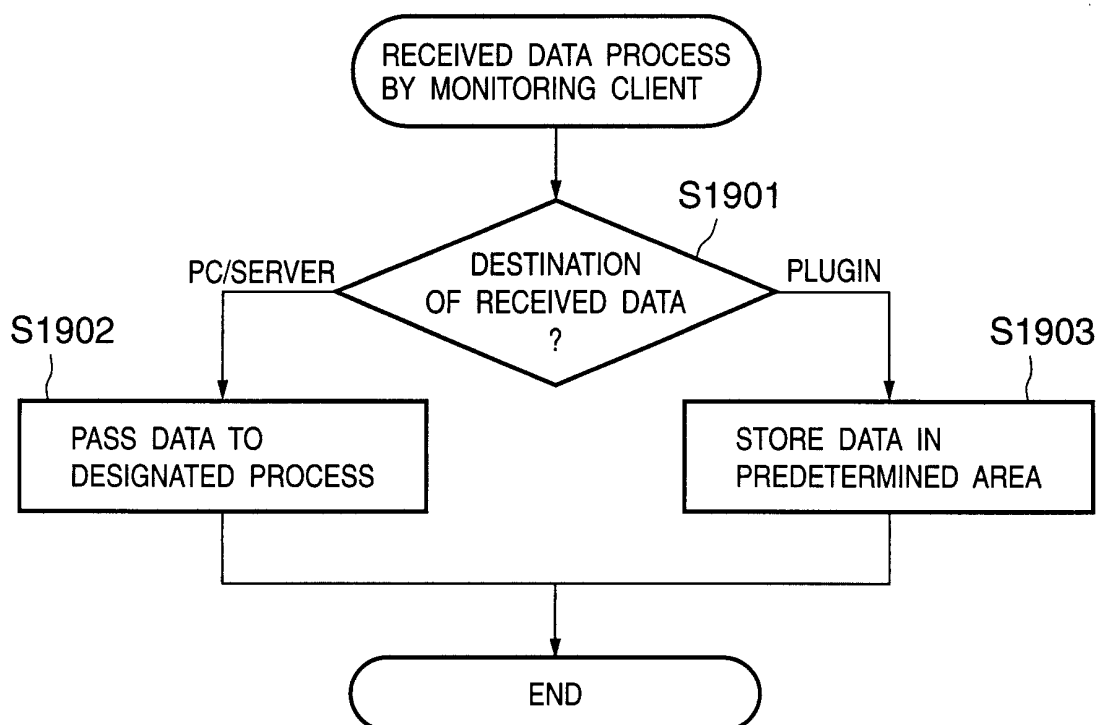 RECEIVED DATA PROCESS
BY MONITORING CLIENT
S1901
DESTINATION
OF RECEIVED DATA
?
PC/SERVER
PLUGIN
S1902
S1903
PASS DATA TO
DESIGNATED PROCESS
STORE DATA IN
PREDETERMINED AREA
END